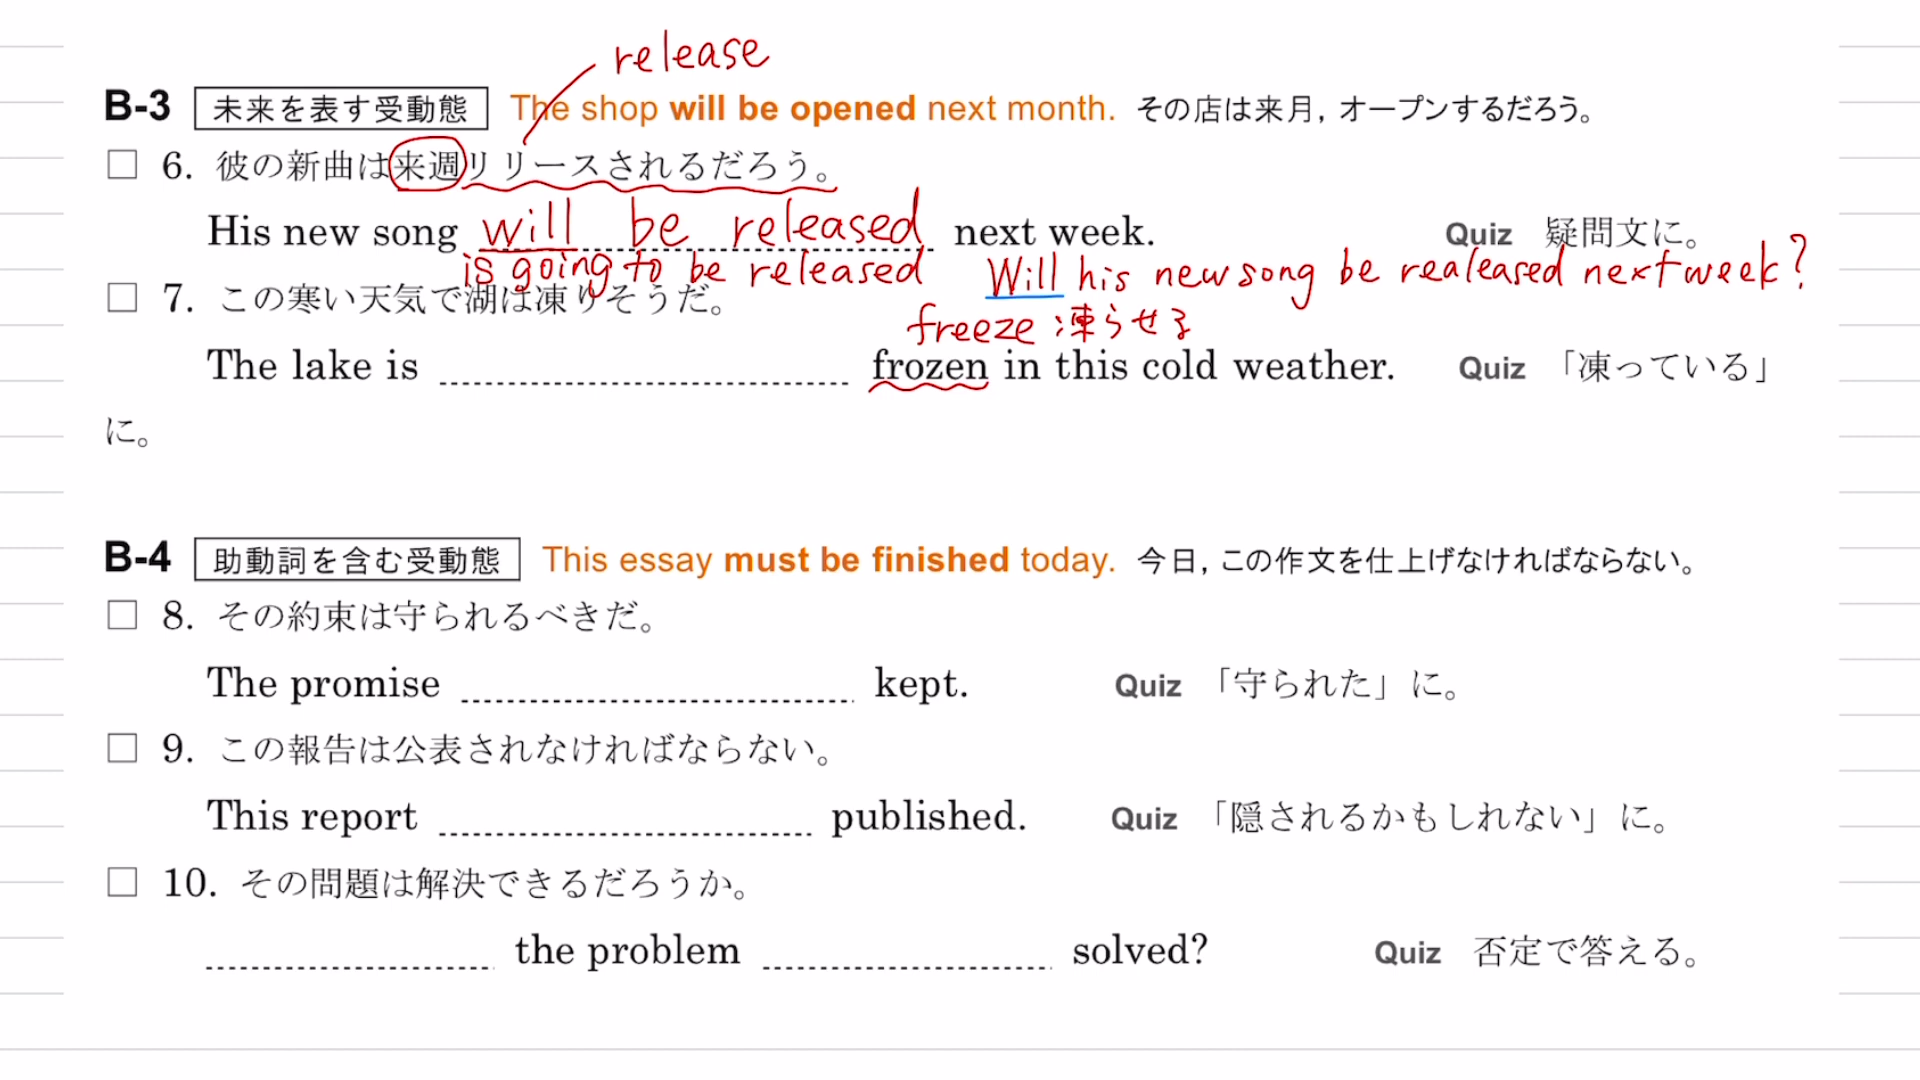 release
B-3 未来を表す受動態 The shop will be opened next month. その店は来月，オープンするだろう。
□ 6. 彼の新曲は来週リリースされるだろう。
His new song will be released next week. Quiz 疑問文に。
is going to be released Will his new song be realeased next week?
□ 7. この寒い天気で湖は凍りそうだ。
freeze : 凍らせる
The lake is frozen in this cold weather. Quiz 「凍っている」
に。
B-4 助動詞を含む受動態 This essay must be finished today. 今日，この作文を仕上げなければならない。
□ 8. その約束は守られるべきだ。
The promise kept. Quiz 「守られた」に。
□ 9. この報告は公表されなければならない。
This report published. Quiz 「隠されるかもしれない」に。
□ 10. その問題は解決できるだろうか。
the problem solved? Quiz 否定で答える。